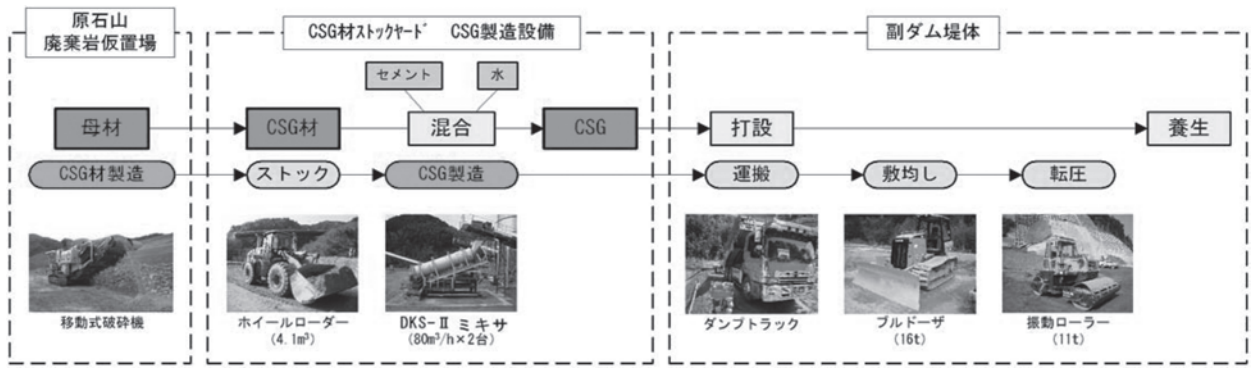 原石山
廃棄岩仮置場
CSG材ストックヤード CSG製造設備
副ダム堤体
セメント
水
母材
CSG材
混合
CSG
打設
養生
CSG材製造
ストック
CSG製造
運搬
敷均し
転圧
移動式破砕機
ホイールローダー
(4.1m³)
DKS-Ⅱ ミキサ
(80m³/h×2台)
ダンプトラック
ブルドーザ
(16t)
振動ローラー
(11t)